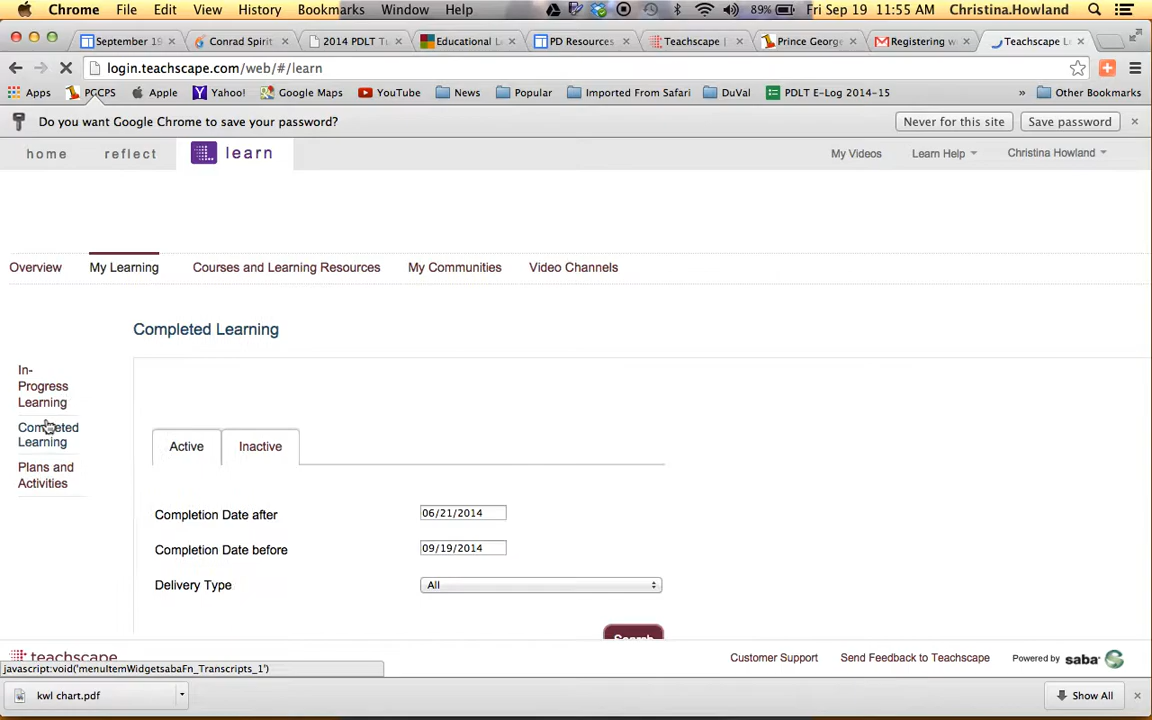 Chrome File Edit View History Bookmarks Window Help 89% Fri Sep 19 11:55 AM Christina.Howland
September 19 Conrad Spirit 2014 PDLT T Educational L PD Resources Teachscape | Prince George Registering w Teachscape Le
login.teachscape.com/web/#/learn
Apps PGCPS Apple Yahoo! Google Maps YouTube News Popular Imported From Safari DuVal PDLT E-Log 2014-15 » Other Bookmarks
Do you want Google Chrome to save your password? Never for this site Save password
home reflect learn My Videos Learn Help Christina Howland
Overview My Learning Courses and Learning Resources My Communities Video Channels
Completed Learning
In-
Progress
Learning
Completed
Learning
Plans and
Activities
Active Inactive
Completion Date after 06/21/2014
Completion Date before 09/19/2014
Delivery Type All
Search
teachscape Customer Support Send Feedback to Teachscape Powered by saba
javascript:void('menuItemWidgetsabaFn_Transcripts_1')
kwl chart.pdf Show All